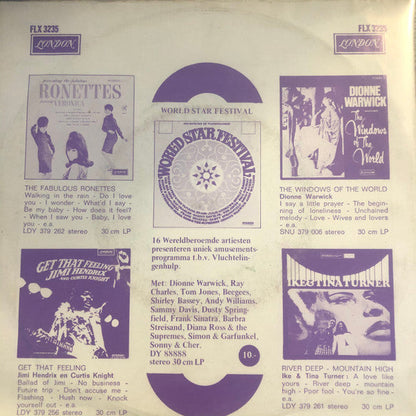 FLX 3235
LONDON
FLX 3235
LONDON
presenting the fabulous
RONETTES
featuring VERONICA
THE FABULOUS RONETTES
Walking in the rain - Do I love
you - I wonder - What'd I say -
Be my baby - How does it feel?
- When I saw you - Baby, I love
you - e.a.
LDY 379 262 stereo 30 cm LP
WORLD STAR FESTIVAL
WORLD STAR FESTIVAL
16 Wereldberoemde artiesten
presenteren uniek amusements-
programma t.b.v. Vluchtelin-
genhulp.
Met: Dionne Warwick, Ray
Charles, Tom Jones, Beegees,
Shirley Bassey, Andy Williams,
Sammy Davis, Dusty Spring-
field, Frank Sinatra, Barbra
Streisand, Diana Ross & the
Supremes, Simon & Garfunkel,
Sonny & Cher.
DY 88888
stereo 30 cm LP
10.-
DIONNE
WARWICK
The
Windows
of The
World
THE WINDOWS OF THE WORLD
Dionne Warwick
I say a little prayer - The begin-
ning of loneliness - Unchained
melody - Love - Wives and lovers
- e.a.
SNU 379 006 stereo 30 cm LP
GET THAT FEELING
JIMI HENDRIX
AND CURTIS KNIGHT
GET THAT FEELING
Jimi Hendrix en Curtis Knight
Ballad of Jimi - No business -
Future trip - Don't accuse me -
Flashing - Hush now - Knock
yourself out - e.a.
LDY 379 256 stereo 30 cm LP
IKE & TINA TURNER
RIVER DEEP - MOUNTAIN HIGH
Ike & Tina Turner: A love like
yours - River deep - mountain
high - Poor fool - You're so fine-
e.a.